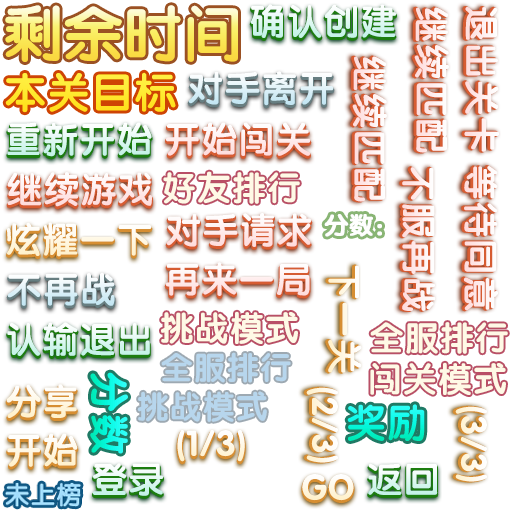 剩余时间
确认创建
继续匹配
退出关卡
本关目标
对手离开
继续匹配
重新开始
开始闯关
继续游戏
好友排行
不服再战
等待同意
炫耀一下
对手请求
分数:
不再战
再来一局
下一关
认输退出
挑战模式
全服排行
全服排行
闯关模式
分享
分数
挑战模式
(2/3)
奖励
(3/3)
开始
(1/3)
未上榜
登录
GO
返回